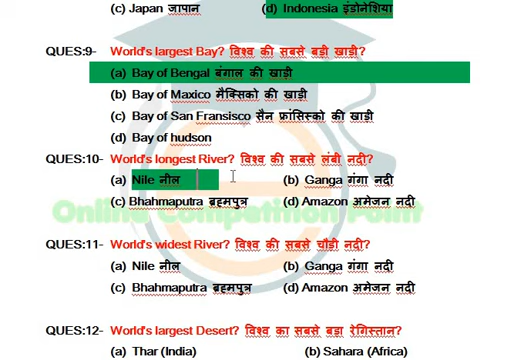 (c) Japan जापान (d) Indonesia इंडोनेशिया
QUES:9- World's largest Bay? विश्व की सबसे बड़ी खाड़ी?
(a) Bay of Bengal बंगाल की खाड़ी
(b) Bay of Maxico मैक्सिको की खाड़ी
(c) Bay of San Fransisco सैन फ्रांसिस्को की खाड़ी
(d) Bay of hudson
QUES:10- World's longest River? विश्व की सबसे लंबी नदी?
(a) Nile नील (b) Ganga गंगा नदी
(c) Bhahmaputra ब्रह्मपुत्र (d) Amazon अमेजन नदी
Online Competition Point
QUES:11- World's widest River? विश्व की सबसे चौड़ी नदी?
(a) Nile नील (b) Ganga गंगा नदी
(c) Bhahmaputra ब्रह्मपुत्र (d) Amazon अमेजन नदी
QUES:12- World's largest Desert? विश्व का सबसे बड़ा रेगिस्तान?
(a) Thar (India) (b) Sahara (Africa)